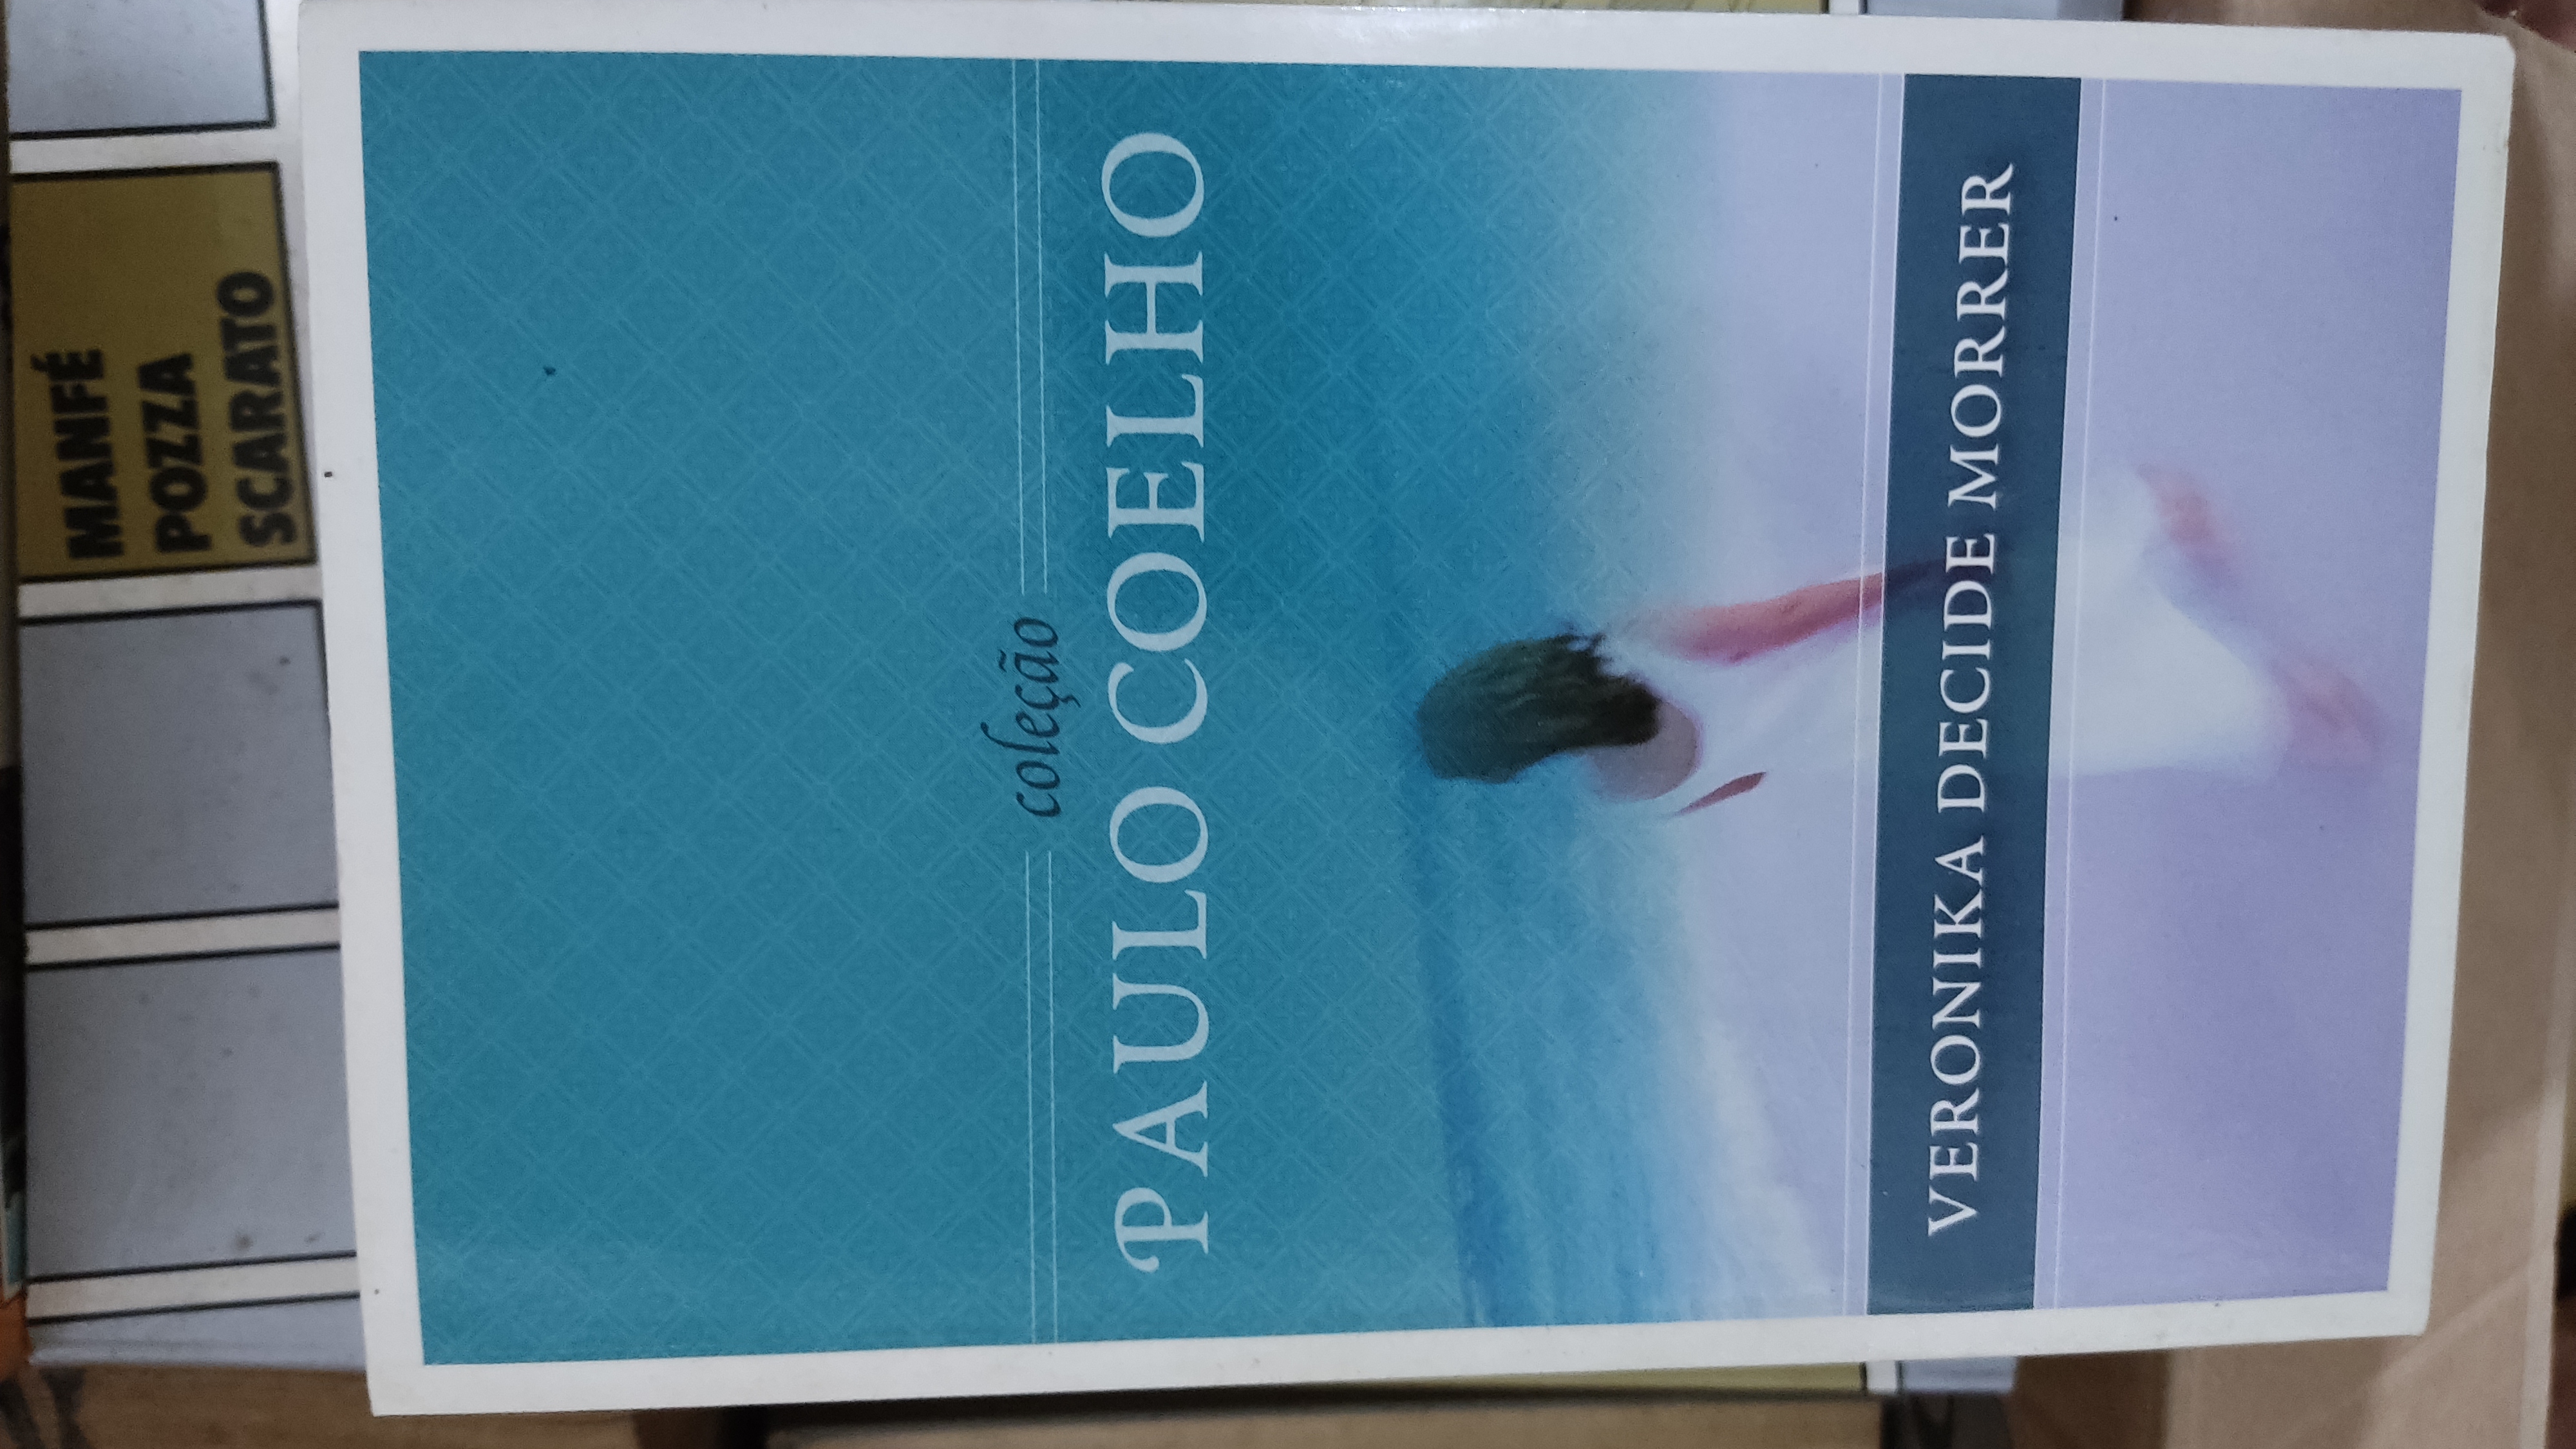 MANFÉ
POZZA
SCARATO
coleção
PAULO COELHO
VERONIKA DECIDE MORRER